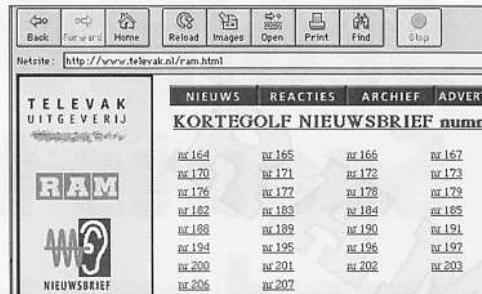 Back Forward Home Reload Images Open Print Find Stop
Netsite: http://www.televak.nl/ram.html
TELEVAK
UITGEVERIJ
RAM
NIEUWSBRIEF
NIEUWS REACTIES ARCHIEF ADVER
KORTEGOLF NIEUWSBRIEF numm
nr 164 nr 165 nr 166 nr 167
nr 170 nr 171 nr 172 nr 173
nr 176 nr 177 nr 178 nr 179
nr 182 nr 183 nr 184 nr 185
nr 188 nr 189 nr 190 nr 191
nr 194 nr 195 nr 196 nr 197
nr 200 nr 201 nr 202 nr 203
nr 206 nr 207